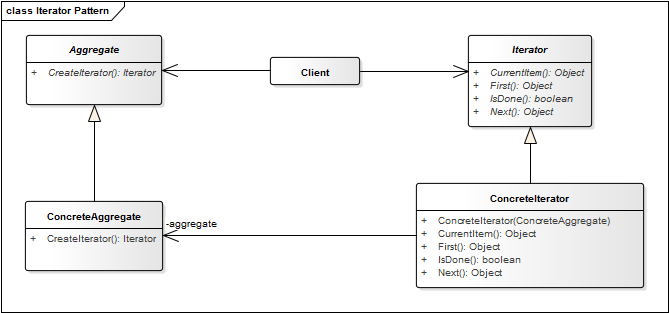 class Iterator Pattern
Aggregate
+ CreateIterator(): Iterator
Client
Iterator
+ CurrentItem(): Object
+ First(): Object
+ IsDone(): boolean
+ Next(): Object
ConcreteAggregate
+ CreateIterator(): Iterator
-aggregate
ConcreteIterator
+ ConcreteIterator(ConcreteAggregate)
+ CurrentItem(): Object
+ First(): Object
+ IsDone(): boolean
+ Next(): Object